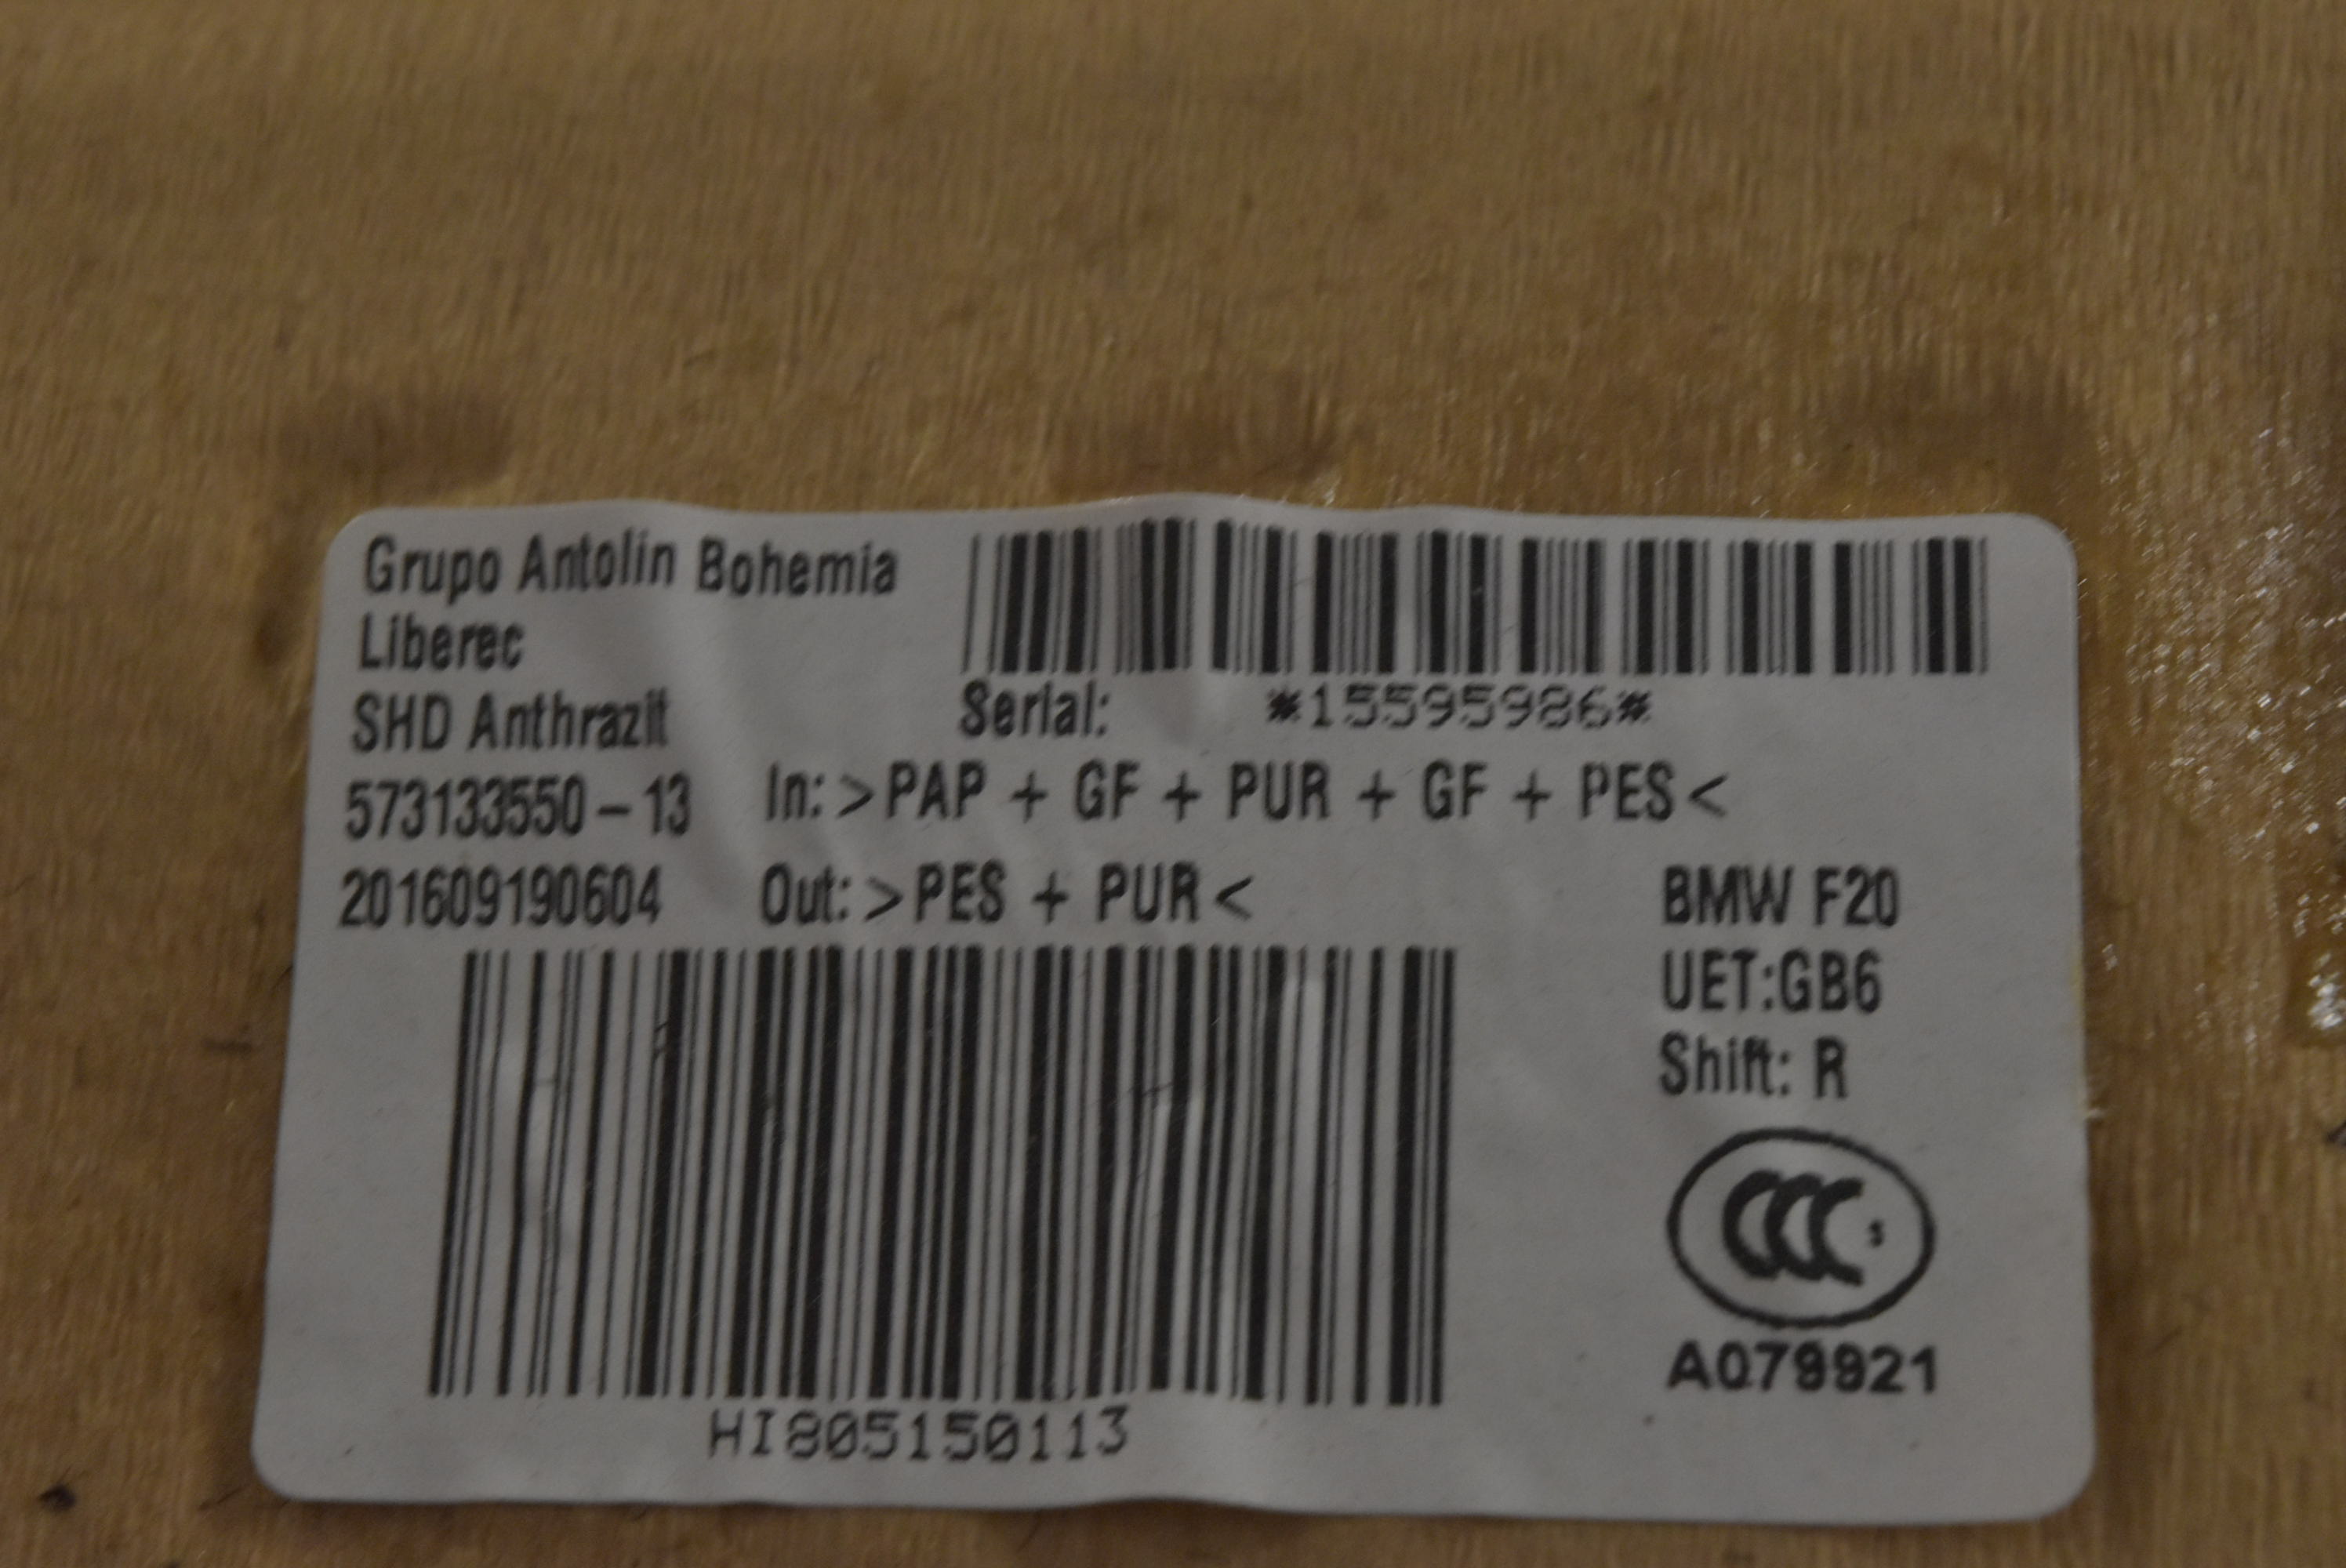 Grupo Antolin Bohemia
Liberec
SHD Anthrazit
Serial: *15595986*
573133550-13 In: >PAP + GF + PUR + GF + PES<
201609190604 Out: >PES + PUR<
BMW F20
UET:GB6
Shift: R
CCC S
A079921
HI805150113